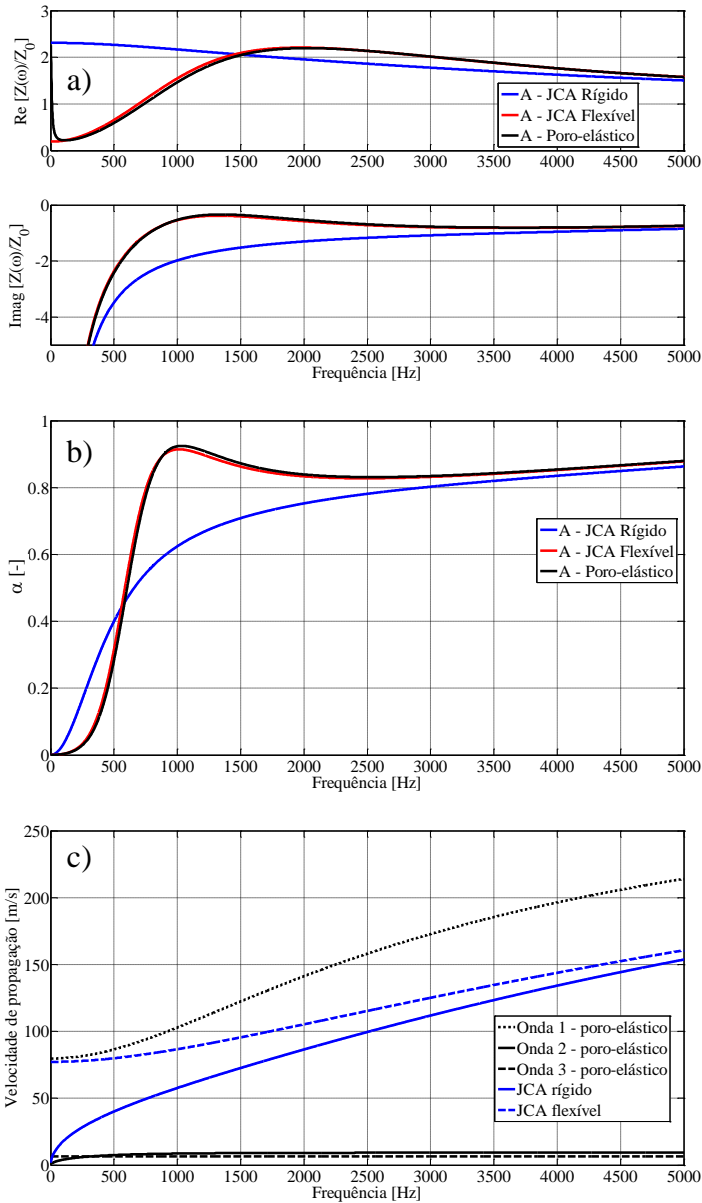 3
2
1
0
Re [Z(ω)/Z0]
a)
A - JCA Rígido
A - JCA Flexível
A - Poro-elástico
0 500 1000 1500 2000 2500 3000 3500 4000 4500 5000
0
-2
-4
Imag [Z(ω)/Z0]
0 500 1000 1500 2000 2500 3000 3500 4000 4500 5000
Frequência [Hz]
1
0.8
0.6
0.4
0.2
0
α [-]
b)
A - JCA Rígido
A - JCA Flexível
A - Poro-elástico
0 500 1000 1500 2000 2500 3000 3500 4000 4500 5000
Frequência [Hz]
250
200
150
100
50
0
Velocidade de propagação [m/s]
c)
Onda 1 - poro-elástico
Onda 2 - poro-elástico
Onda 3 - poro-elástico
JCA rígido
JCA flexível
0 500 1000 1500 2000 2500 3000 3500 4000 4500 5000
Frequência [Hz]